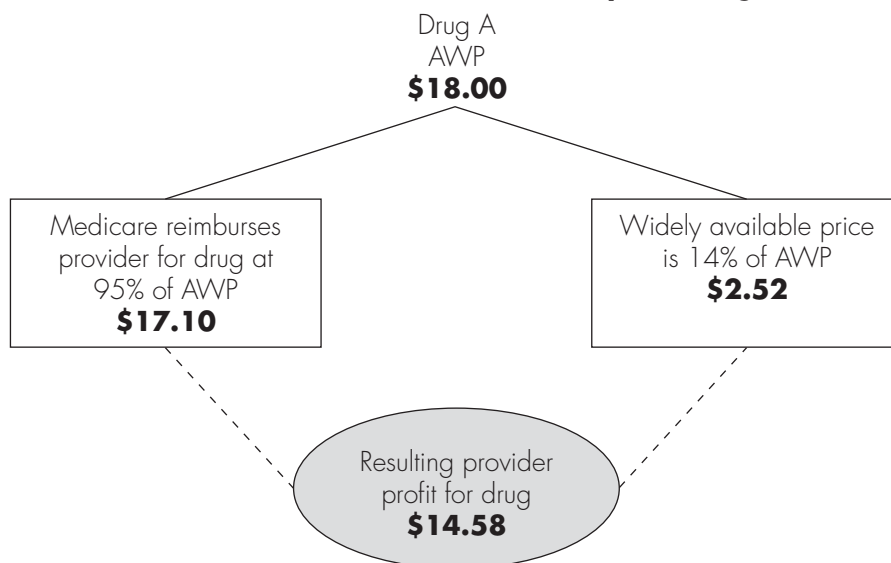 Drug A
AWP
$18.00
Medicare reimburses
provider for drug at
95% of AWP
$17.10
Widely available price
is 14% of AWP
$2.52
Resulting provider
profit for drug
$14.58